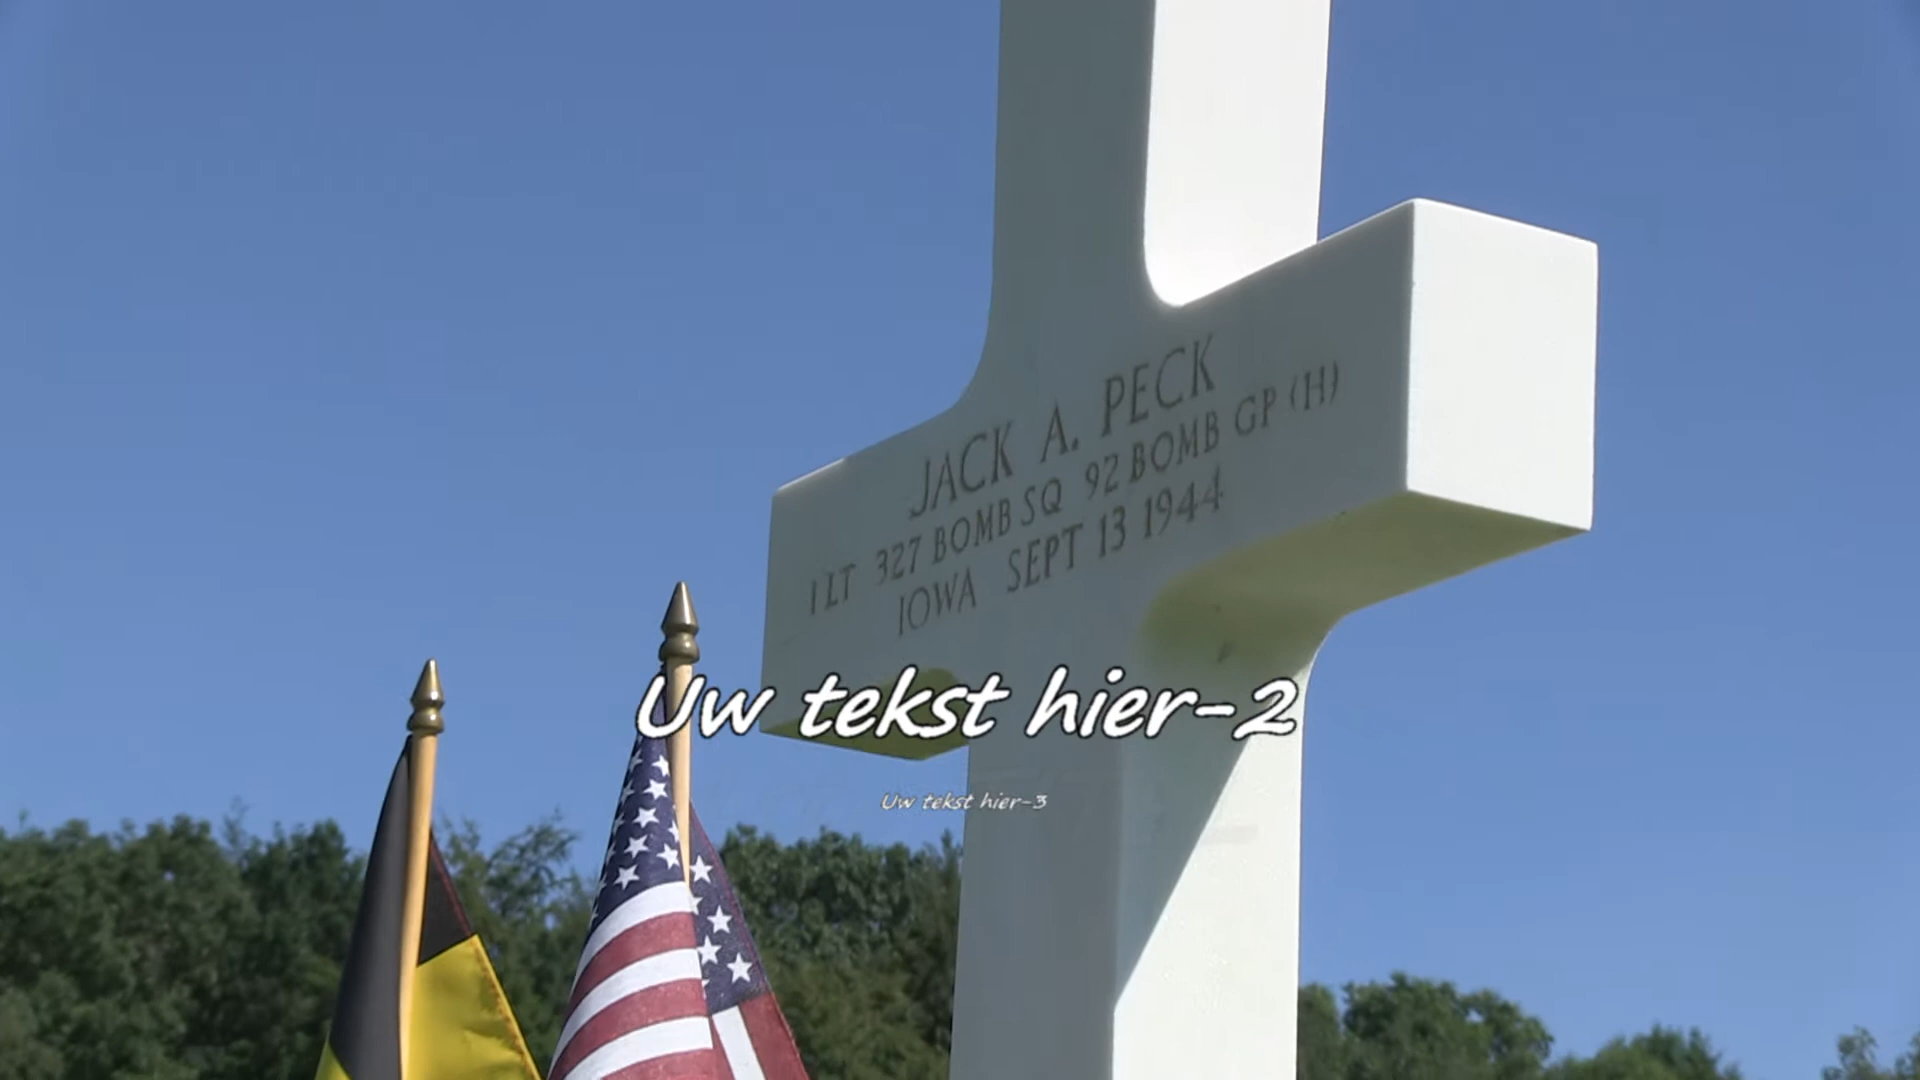 JACK A. PECK
1 LT 327 BOMB SQ 92 BOMB GP (H)
IOWA SEPT 13 1944
Uw tekst hier-2
Uw tekst hier-3